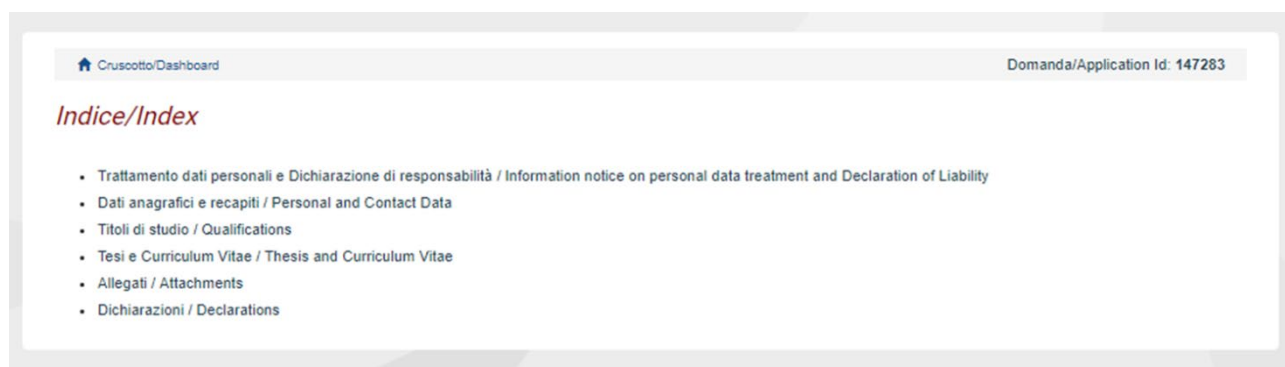 Cruscotto/Dashboard
Domanda/Application Id: 147283
Indice/Index
Trattamento dati personali e Dichiarazione di responsabilità / Information notice on personal data treatment and Declaration of Liability
Dati anagrafici e recapiti / Personal and Contact Data
Titoli di studio / Qualifications
Tesi e Curriculum Vitae / Thesis and Curriculum Vitae
Allegati / Attachments
Dichiarazioni / Declarations